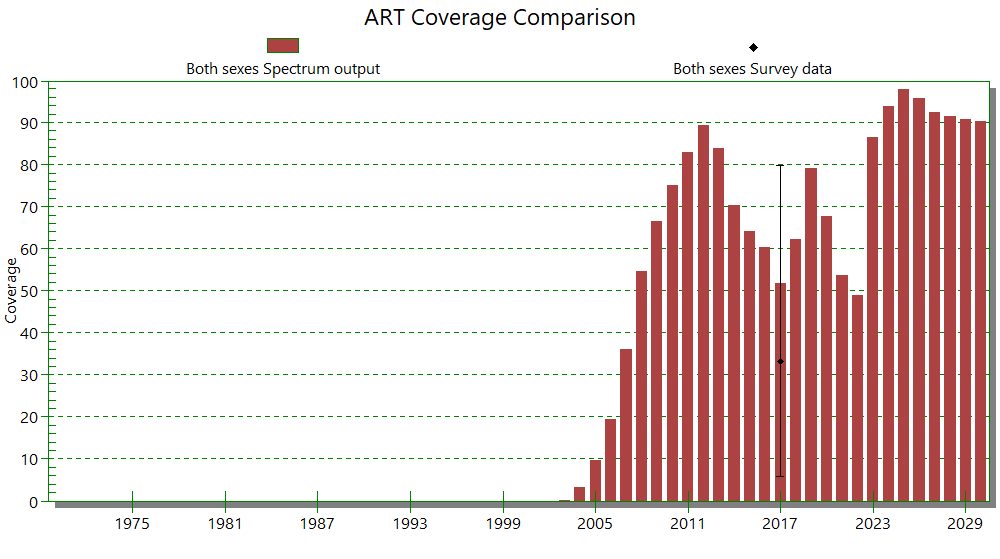 ART Coverage Comparison
Both sexes Spectrum output
Both sexes Survey data
Coverage
100
90
80
70
60
50
40
30
20
10
0
1975 1981 1987 1993 1999 2005 2011 2017 2023 2029